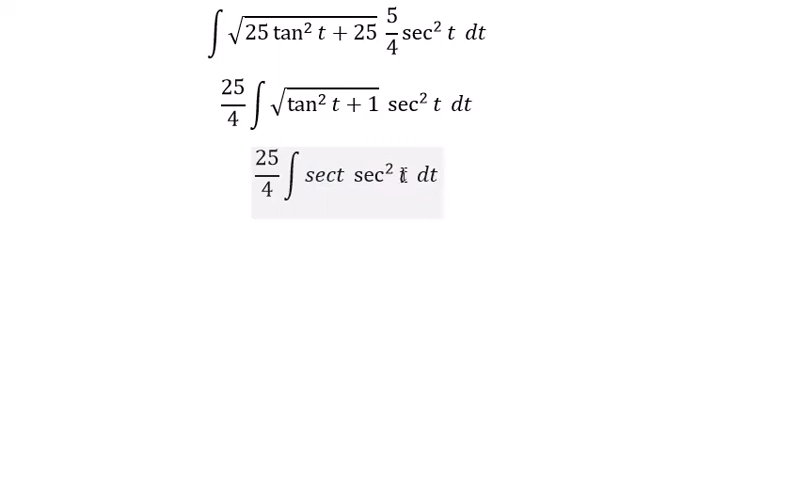 ∫ √(25 tan² t + 25) 5/4 sec² t dt
25/4 ∫ √(tan² t + 1) sec² t dt
25/4 ∫ sect sec² t dt